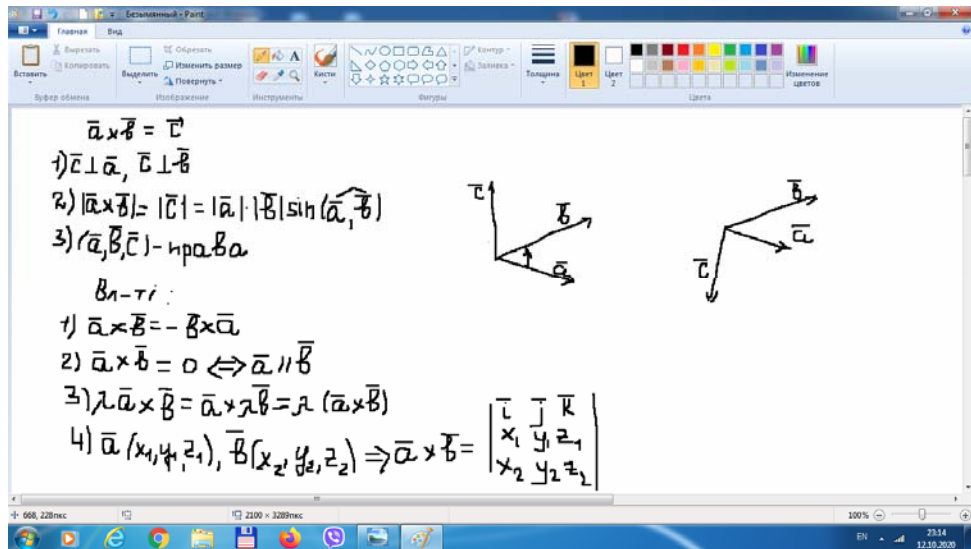 Безымянный - Paint
Главная Вид
Вставить
Вырезать
Копировать
Буфер обмена
Выделить
Обрезать
Изменить размер
Повернуть
Изображение
Инструменты
Кисти
Контур
Заливка
Фигуры
Толщина
Цвет 1
Цвет 2
Изменение цветов
Цвета
a̅ × b̅ = c̅
1) c̅ ⊥ a̅, c̅ ⊥ b̅
2) |a̅ × b̅| = |c̅| = |a̅|·|b̅| sin(a̅, b̅)
3) (a̅, b̅, c̅) - права
c̅ b̅ a̅
b̅ a̅ c̅
Вл-ті :
1) a̅ × b̅ = - b̅ × a̅
2) a̅ × b̅ = 0 ⇔ a̅ ∥ b̅
3) λ a̅ × b̅ = a̅ × λ b̅ = λ (a̅ × b̅)
4) a̅ (x₁, y₁, z₁), b̅ (x₂, y₂, z₂) ⇒ a̅ × b̅ =
| i̅ j̅ k̅ |
| x₁ y₁ z₁ |
| x₂ y₂ z₂ |
668, 228пкс
2100 × 3289пкс
100%
EN
23:14
12.10.2020